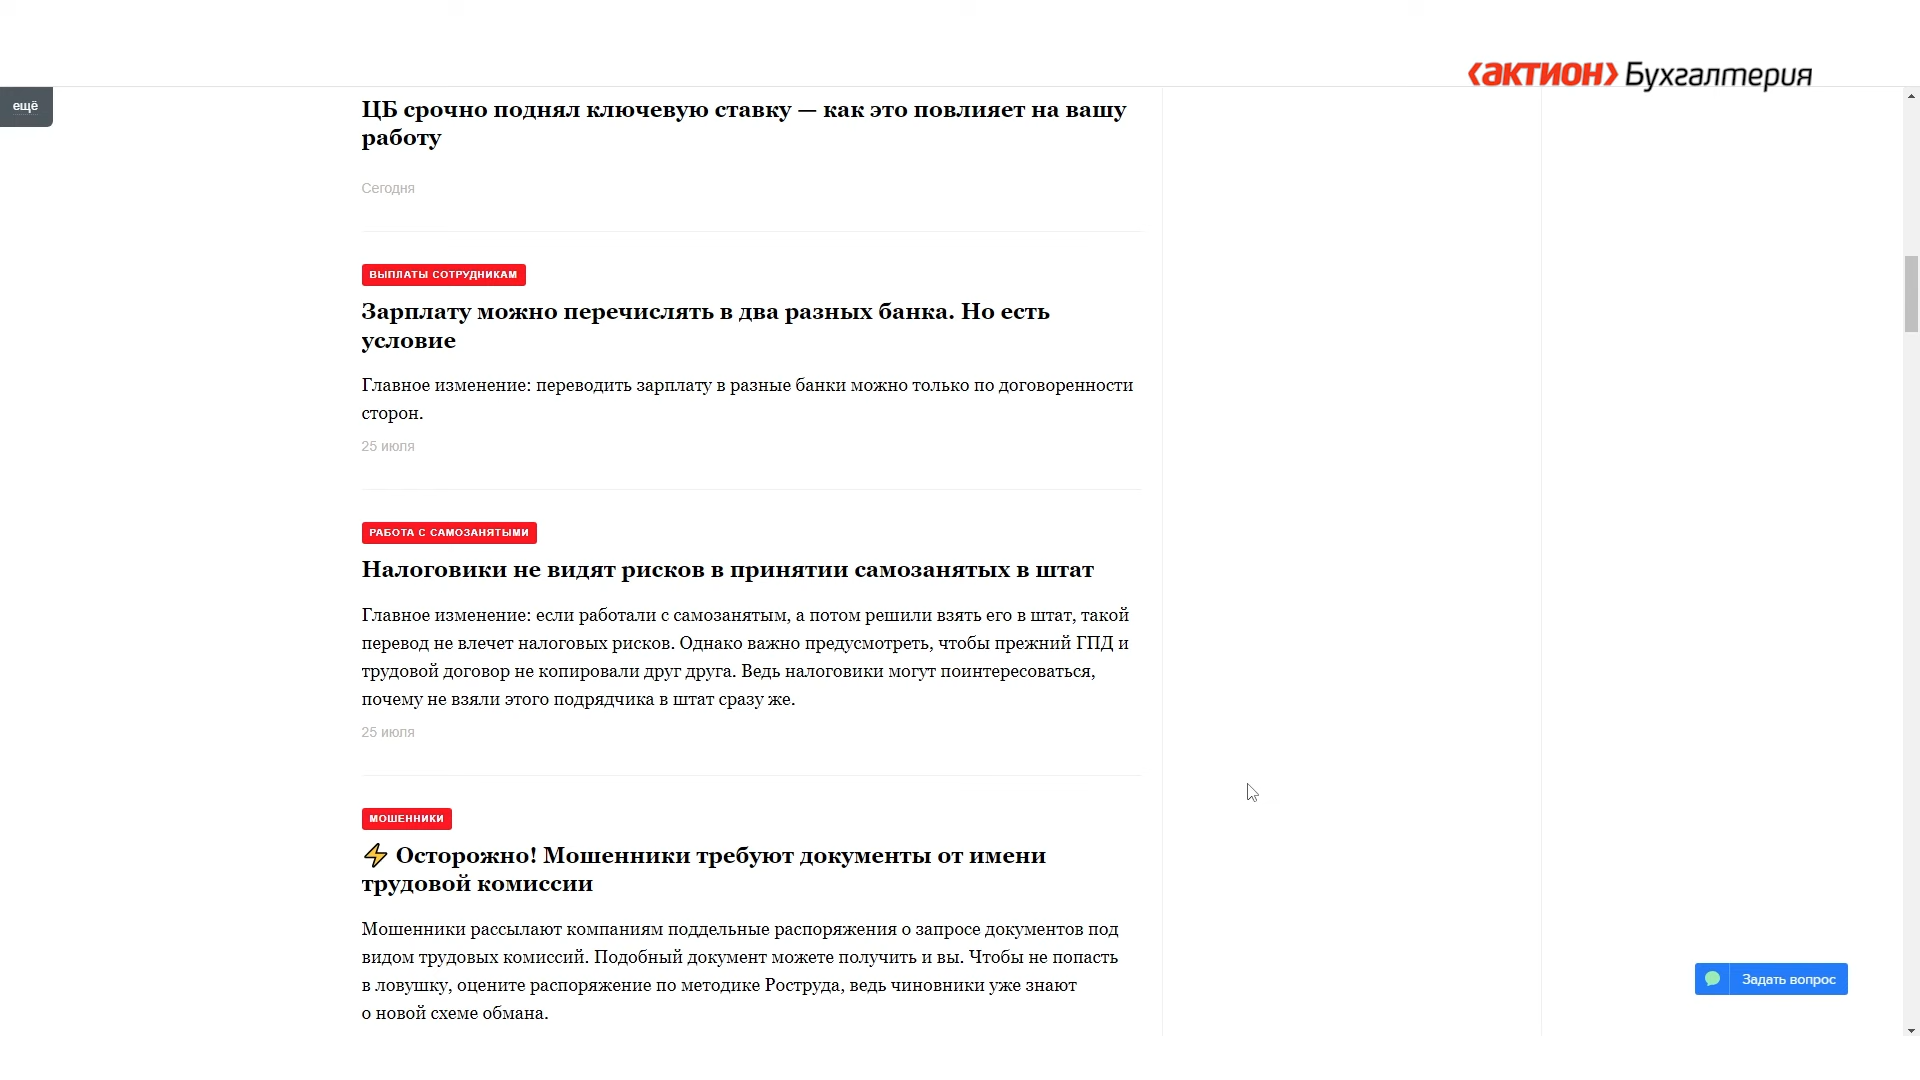 ‹актион› Бухгалтерия
ещё
ЦБ срочно поднял ключевую ставку — как это повлияет на вашу
работу
Сегодня
ВЫПЛАТЫ СОТРУДНИКАМ
Зарплату можно перечислять в два разных банка. Но есть
условие
Главное изменение: переводить зарплату в разные банки можно только по договоренности
сторон.
25 июля
РАБОТА С САМОЗАНЯТЫМИ
Налоговики не видят рисков в принятии самозанятых в штат
Главное изменение: если работали с самозанятым, а потом решили взять его в штат, такой
перевод не влечет налоговых рисков. Однако важно предусмотреть, чтобы прежний ГПД и
трудовой договор не копировали друг друга. Ведь налоговики могут поинтересоваться,
почему не взяли этого подрядчика в штат сразу же.
25 июля
МОШЕННИКИ
⚡ Осторожно! Мошенники требуют документы от имени
трудовой комиссии
Мошенники рассылают компаниям поддельные распоряжения о запросе документов под
видом трудовых комиссий. Подобный документ можете получить и вы. Чтобы не попасть
в ловушку, оцените распоряжение по методике Роструда, ведь чиновники уже знают
о новой схеме обмана.
Задать вопрос